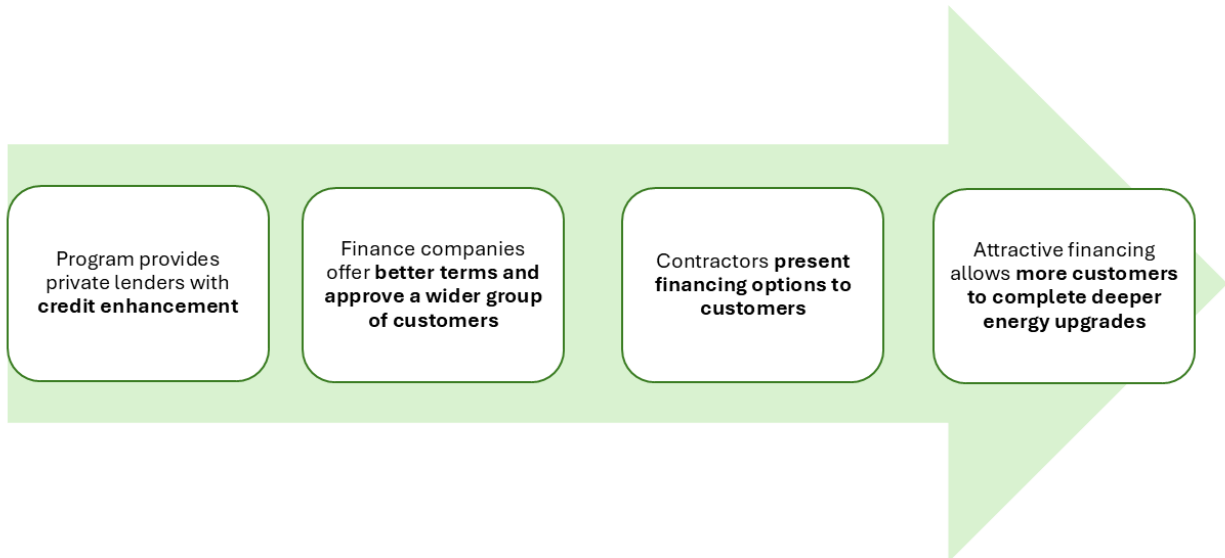 Program provides
private lenders with
credit enhancement
Finance companies
offer better terms and
approve a wider group
of customers
Contractors present
financing options to
customers
Attractive financing
allows more customers
to complete deeper
energy upgrades